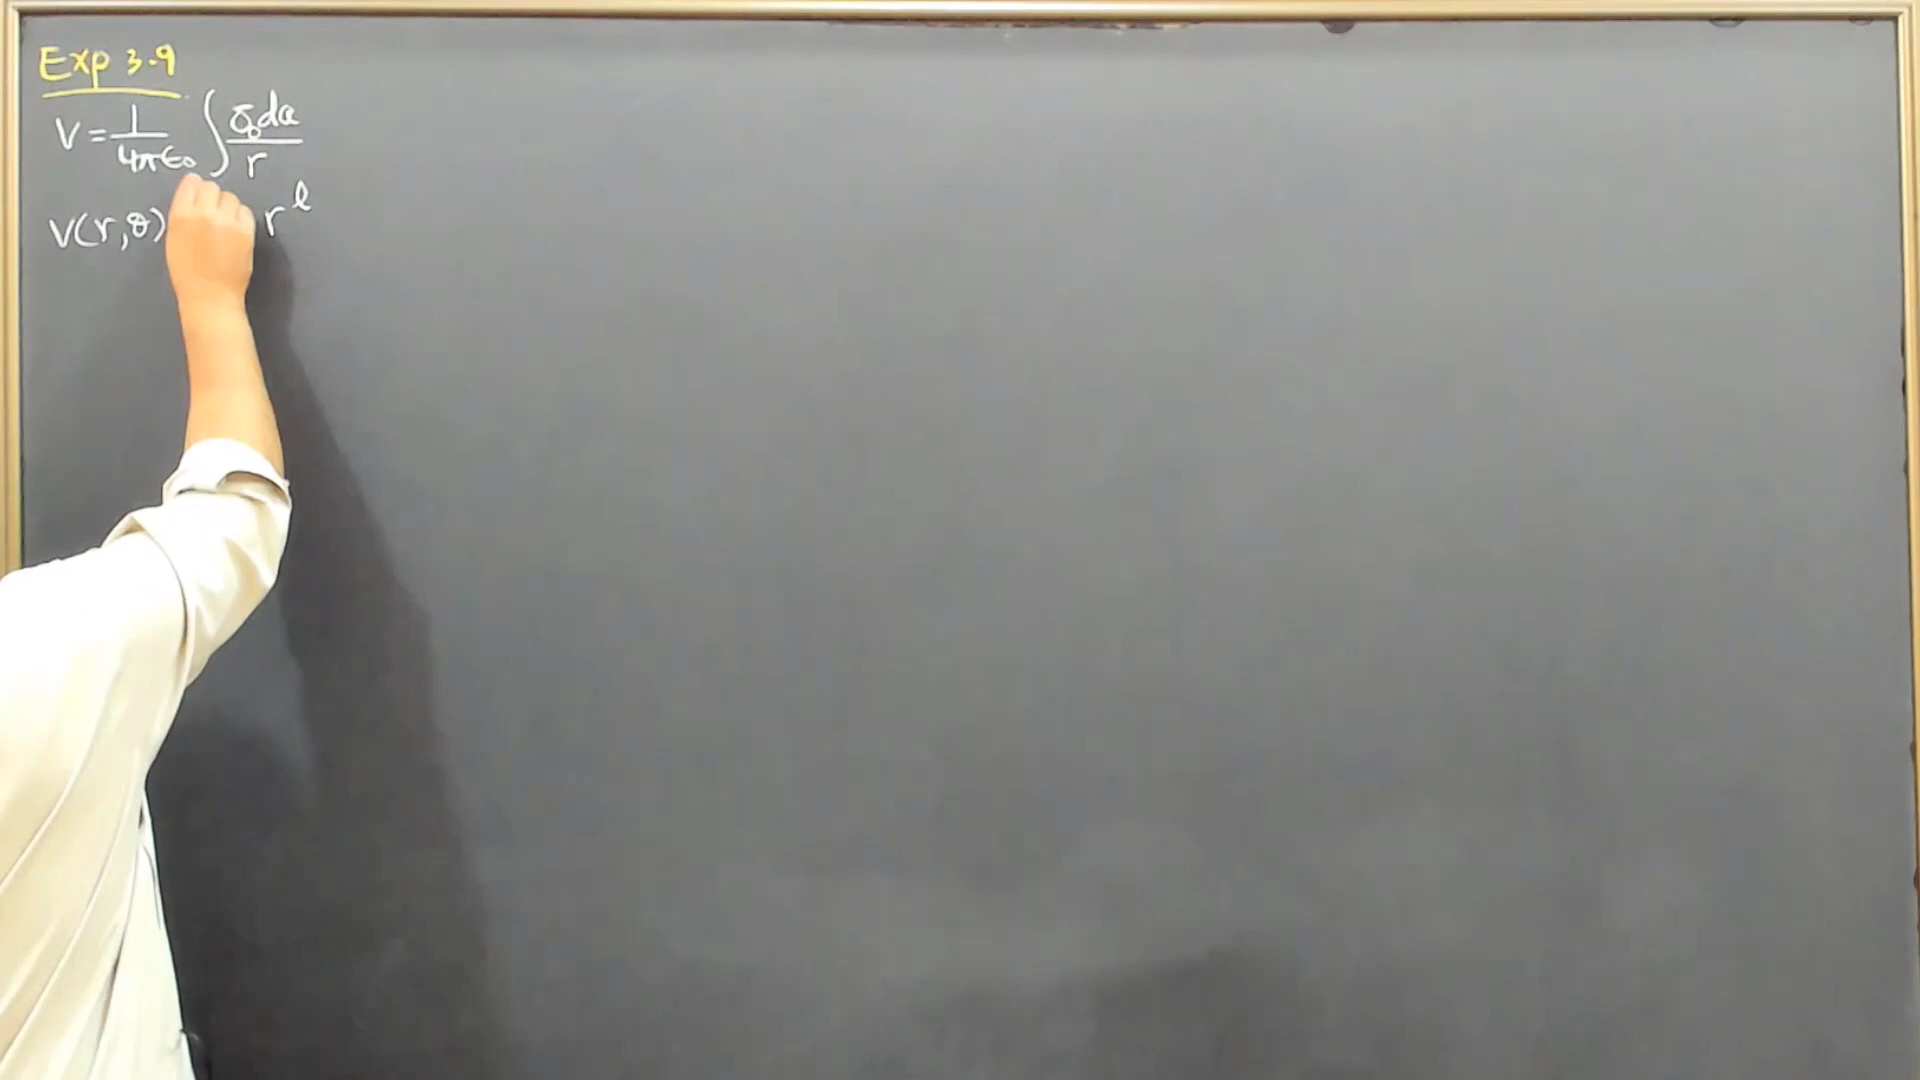 Exp 3.9
V = 1/4πϵ₀ ∫ σ₀da/r
V(r,θ) r^l